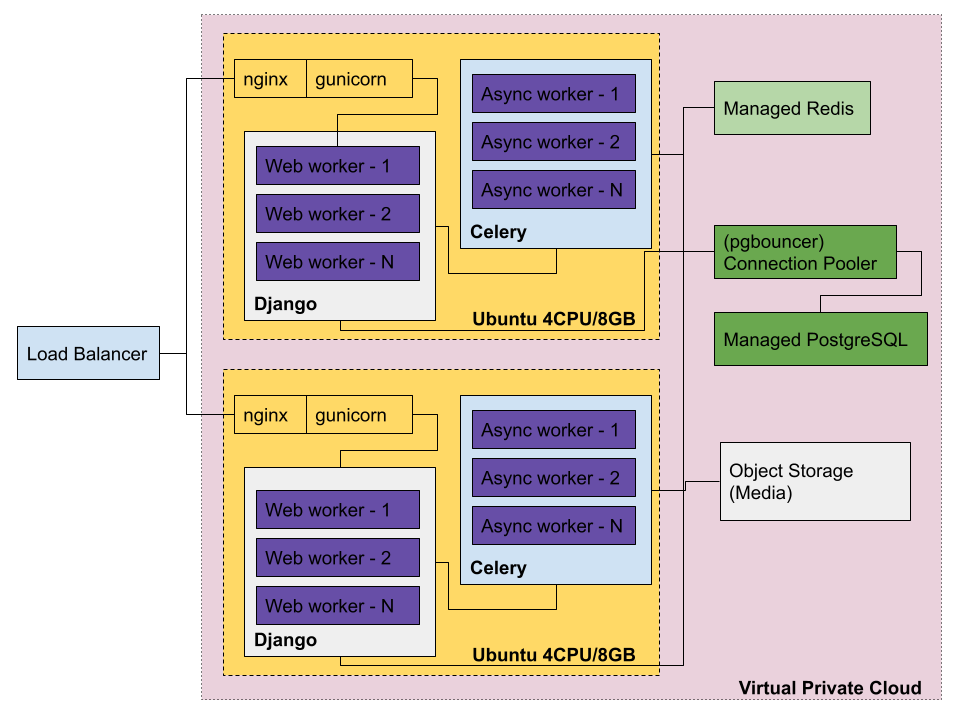 nginx
gunicorn
Async worker - 1
Async worker - 2
Async worker - N
Celery
Web worker - 1
Web worker - 2
Web worker - N
Django
Ubuntu 4CPU/8GB
Managed Redis
(pgbouncer)
Connection Pooler
Managed PostgreSQL
Load Balancer
nginx
gunicorn
Async worker - 1
Async worker - 2
Async worker - N
Celery
Web worker - 1
Web worker - 2
Web worker - N
Django
Ubuntu 4CPU/8GB
Object Storage
(Media)
Virtual Private Cloud